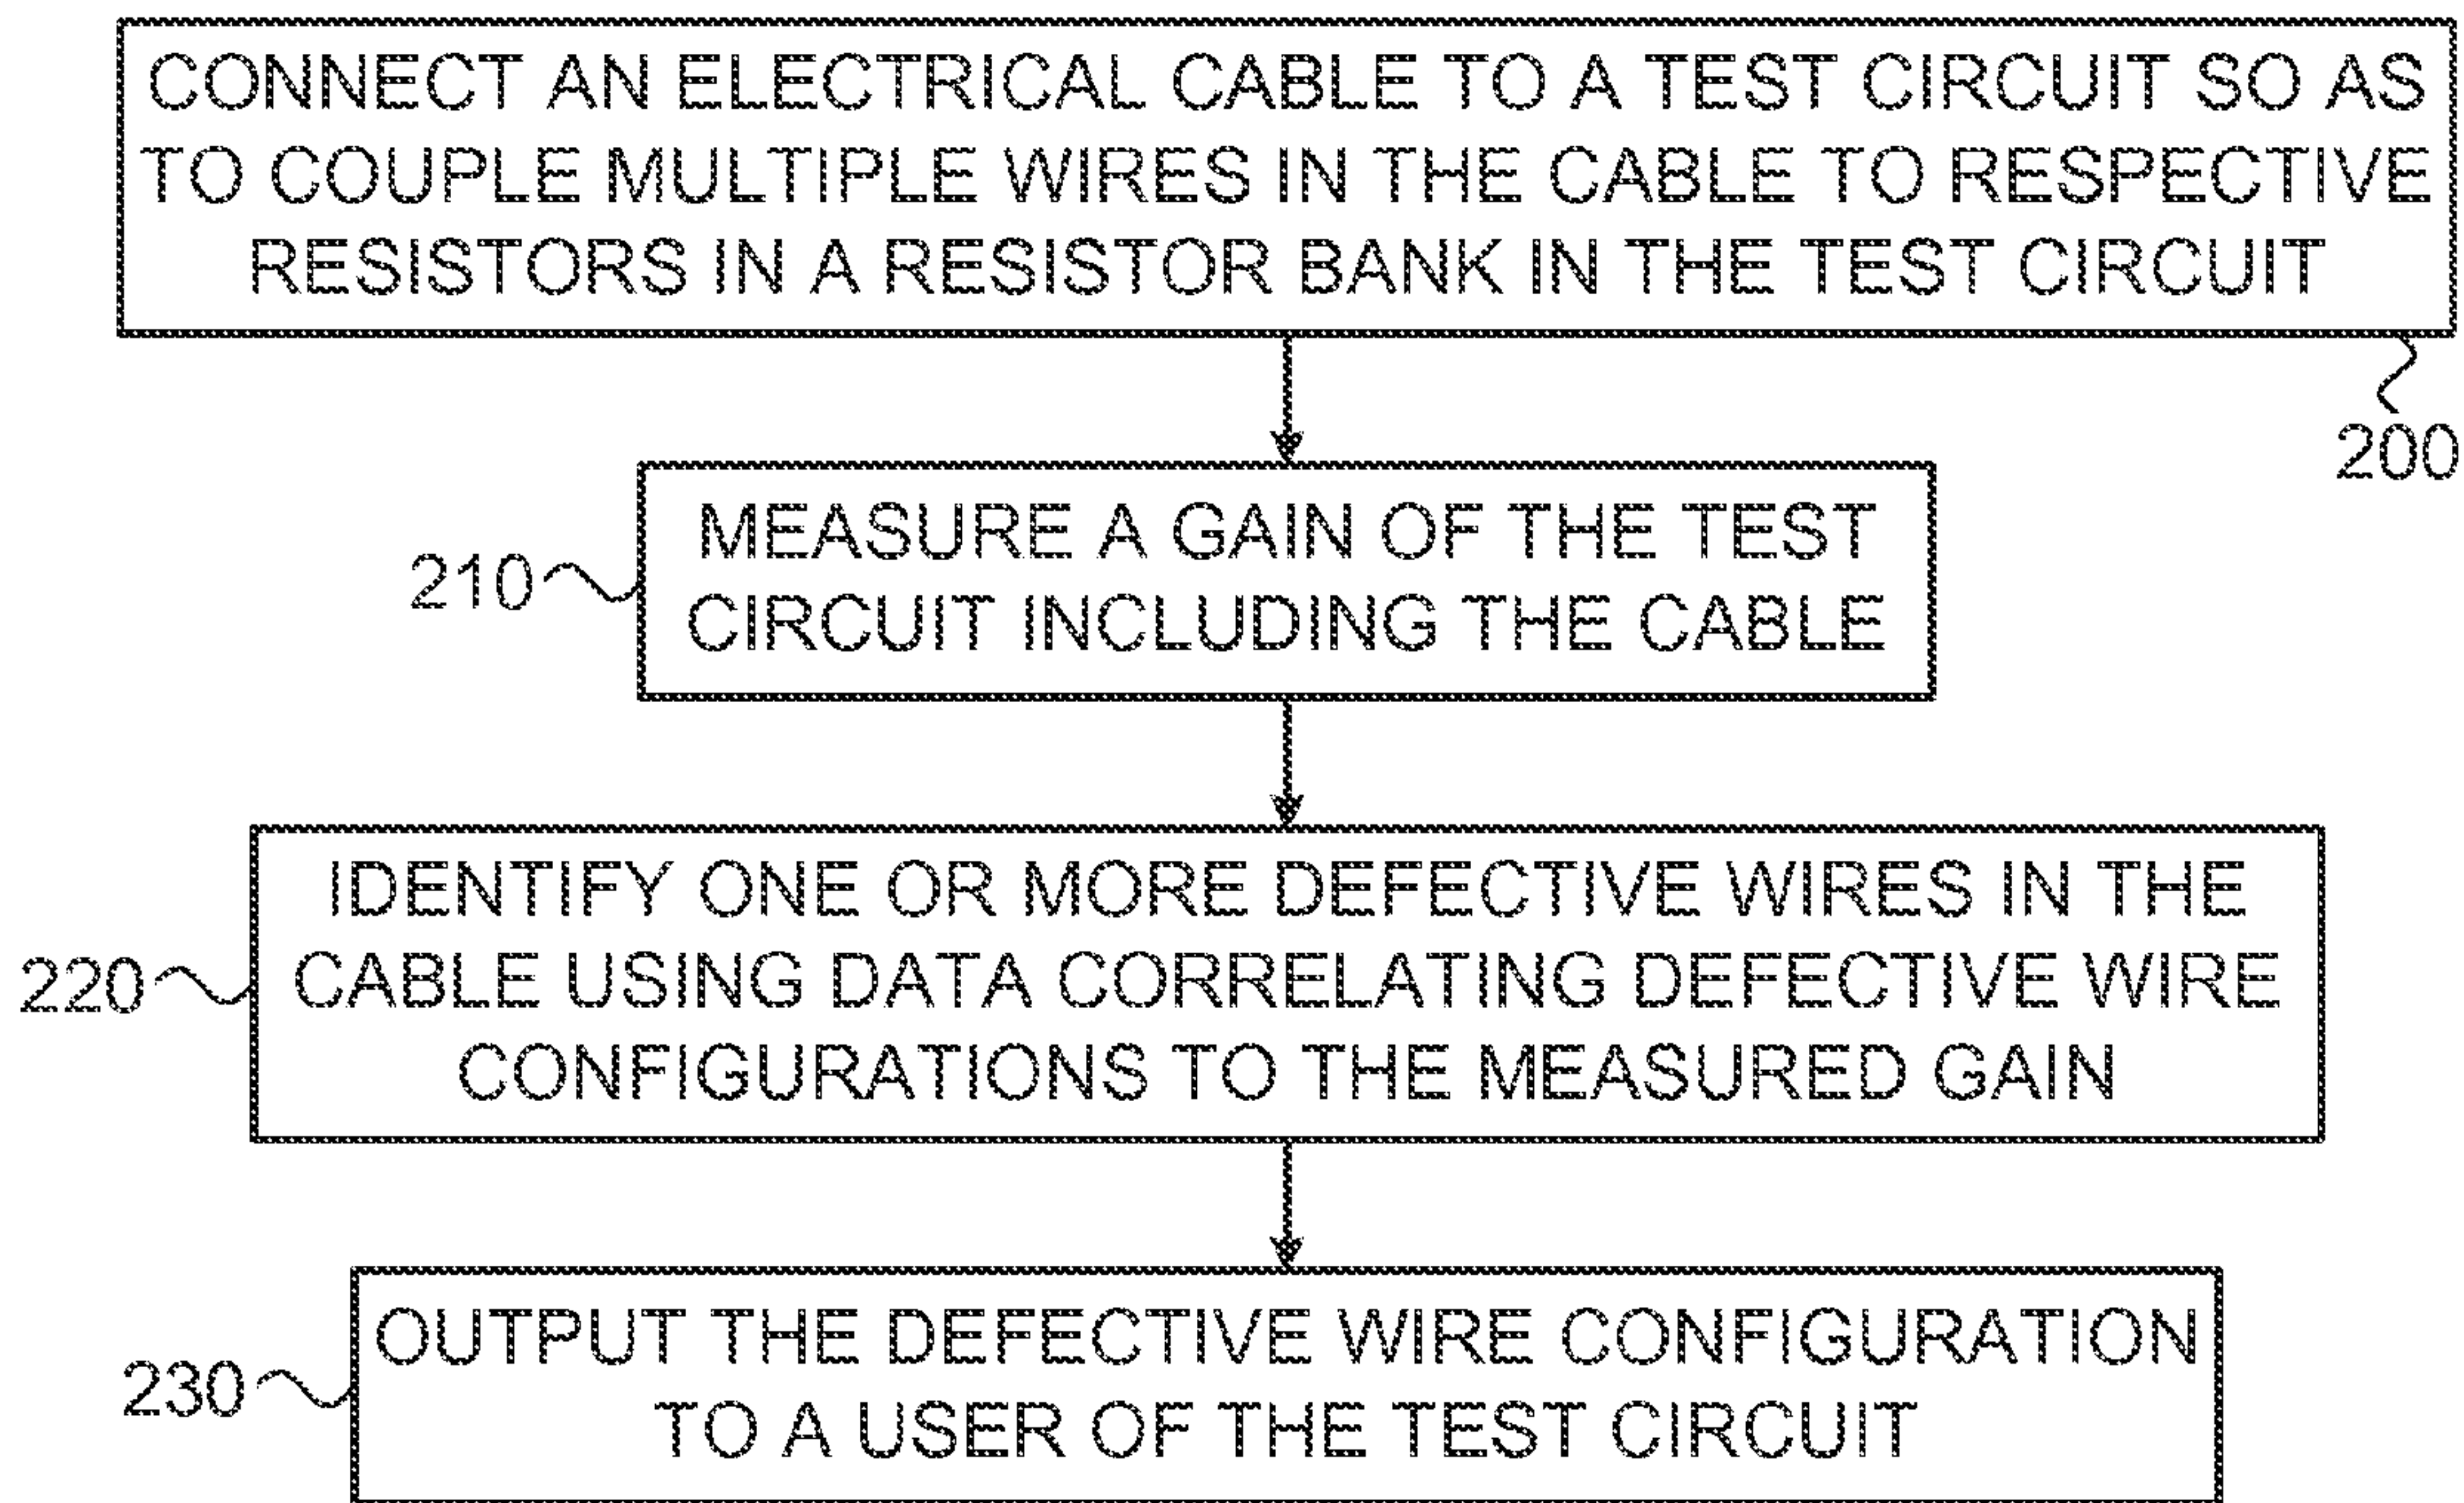 CONNECT AN ELECTRICAL CABLE TO A TEST CIRCUIT SO AS
TO COUPLE MULTIPLE WIRES IN THE CABLE TO RESPECTIVE
RESISTORS IN A RESISTOR BANK IN THE TEST CIRCUIT
200
MEASURE A GAIN OF THE TEST
CIRCUIT INCLUDING THE CABLE
210
IDENTIFY ONE OR MORE DEFECTIVE WIRES IN THE
CABLE USING DATA CORRELATING DEFECTIVE WIRE
CONFIGURATIONS TO THE MEASURED GAIN
220
OUTPUT THE DEFECTIVE WIRE CONFIGURATION
TO A USER OF THE TEST CIRCUIT
230